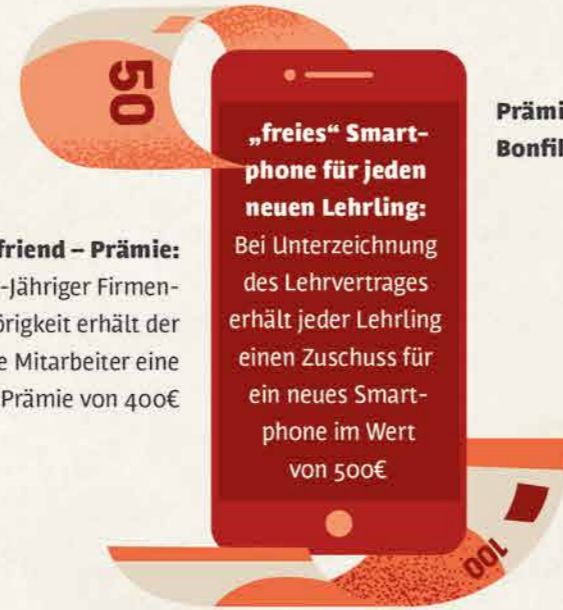 50
„freies“ Smart-
phone für jeden
neuen Lehrling:
Bei Unterzeichnung
des Lehrvertrages
erhält jeder Lehrling
einen Zuschuss für
ein neues Smart-
phone im Wert
von 500€
friend – Prämie:
-Jähriger Firmen-
örigkeit erhält der
e Mitarbeiter eine
Prämie von 400€
Prämi
Bonfil
100